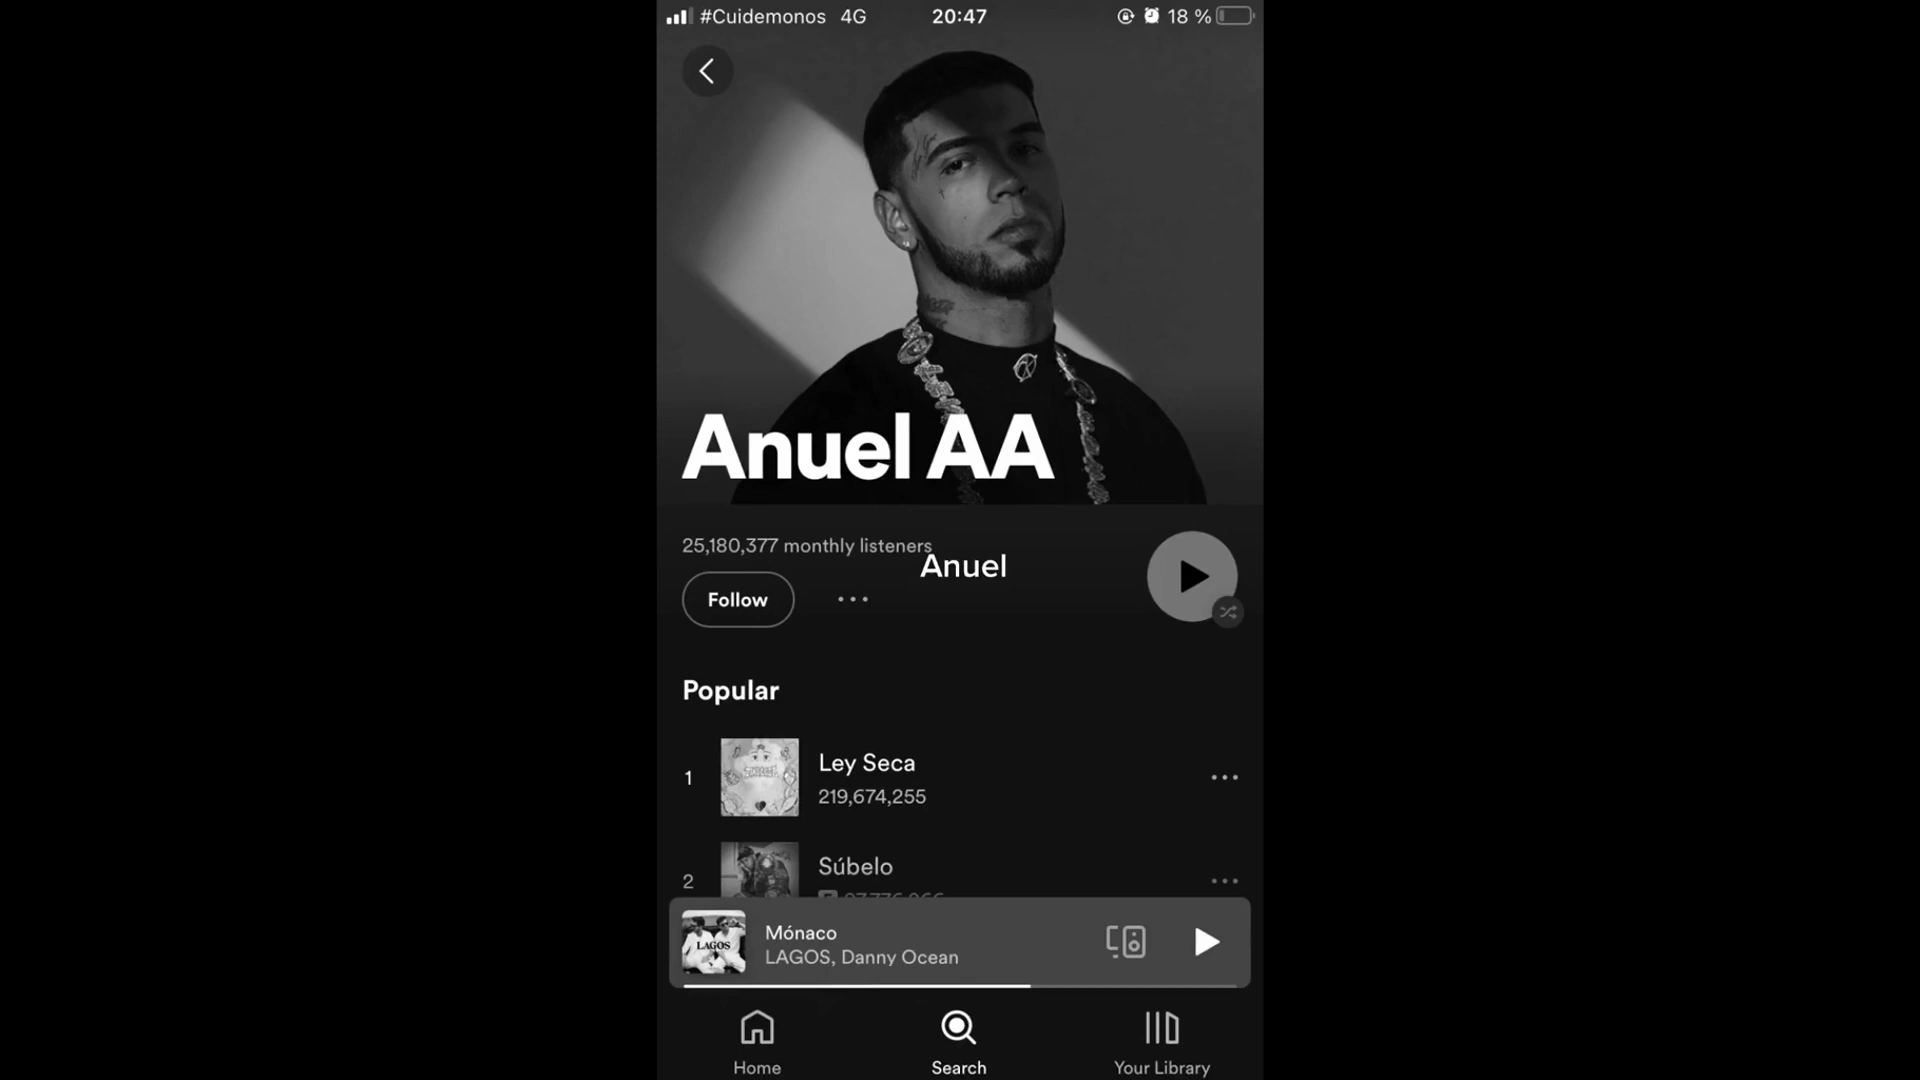 #Cuidemonos 4G 20:47 18 %
Anuel AA
25,180,377 monthly listeners
Anuel
Follow
Popular
1 Ley Seca
219,674,255
2 Súbelo
LAGOS
Mónaco
LAGOS, Danny Ocean
Home Search Your Library